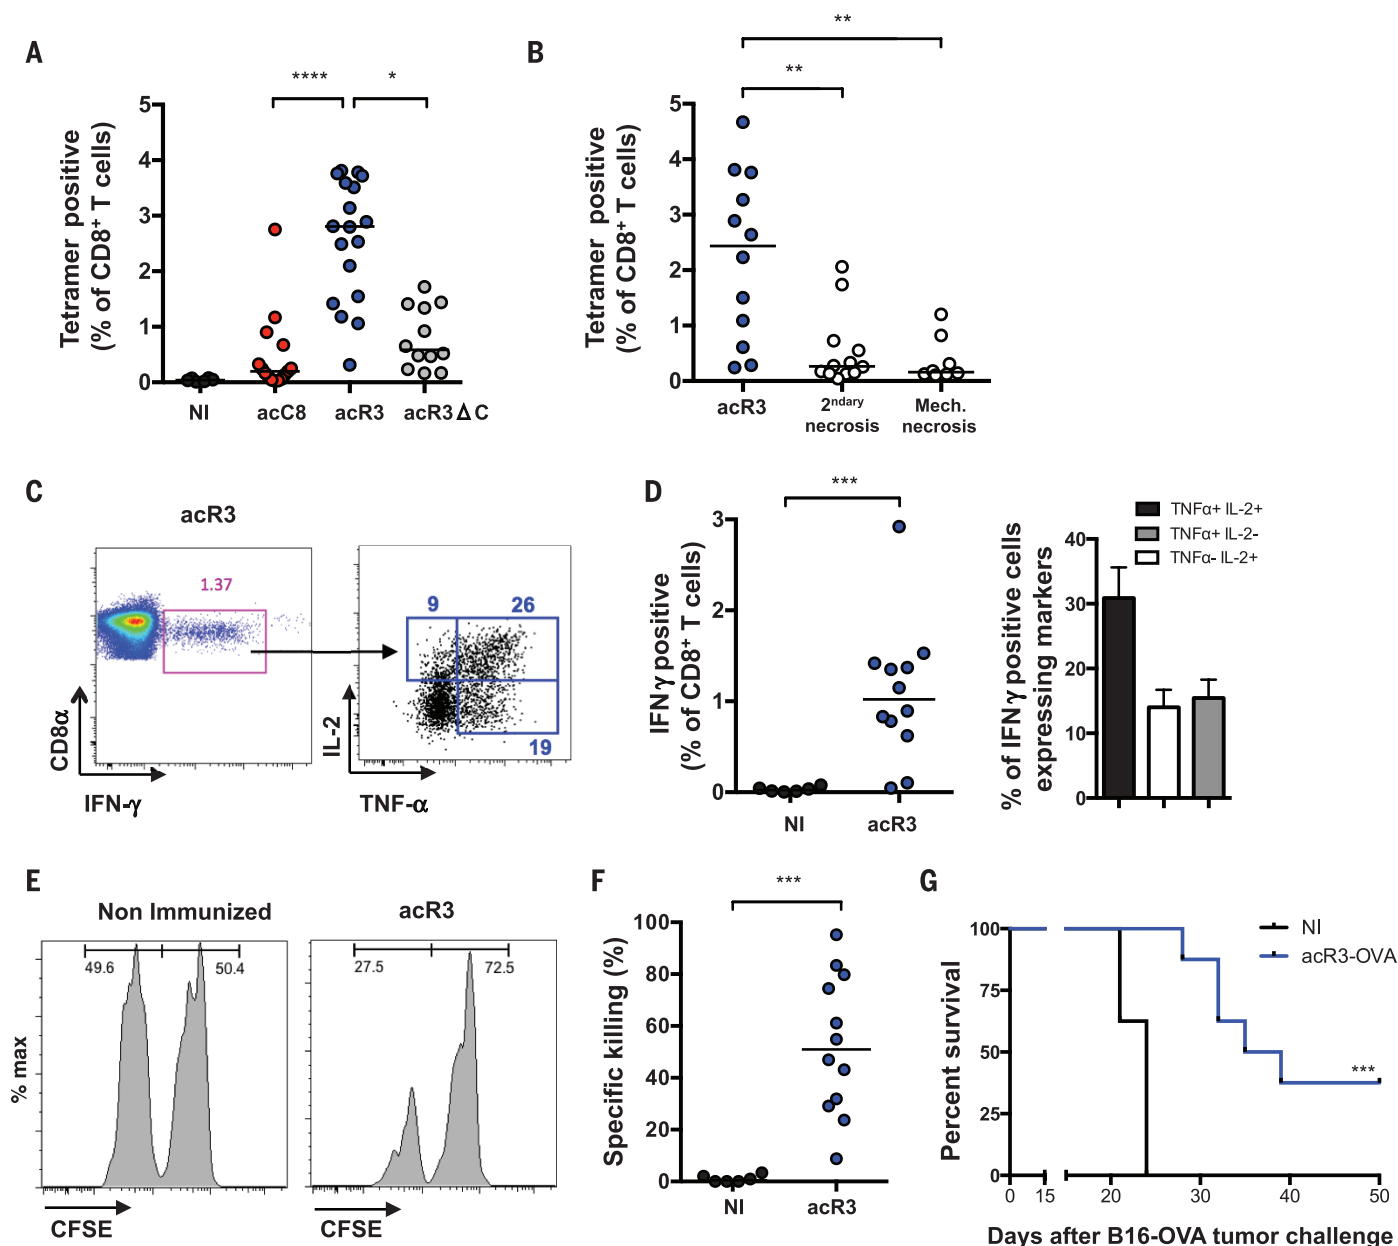 A
**** *
Tetramer positive
(% of CD8+ T cells)
5
4
3
2
1
0
NI acC8 acR3 acR3 Δ C
B
**
**
Tetramer positive
(% of CD8+ T cells)
5
4
3
2
1
0
acR3 2ndary necrosis Mech. necrosis
C
acR3
1.37
CD8α
IFN-γ
9 26
19
IL-2
TNF-α
D
***
IFNγ positive
(% of CD8+ T cells)
3
2
1
0
NI acR3
TNFα+ IL-2+
TNFα+ IL-2-
TNFα- IL-2+
% of IFNγ positive cells
expressing markers
40
30
20
10
0
E
Non Immunized
49.6 50.4
% max
CFSE
acR3
27.5 72.5
CFSE
F
***
Specific killing (%)
100
80
60
40
20
0
NI acR3
G
NI
acR3-OVA
Percent survival
100
75
50
25
0
***
0 15 20 30 40 50
Days after B16-OVA tumor challenge